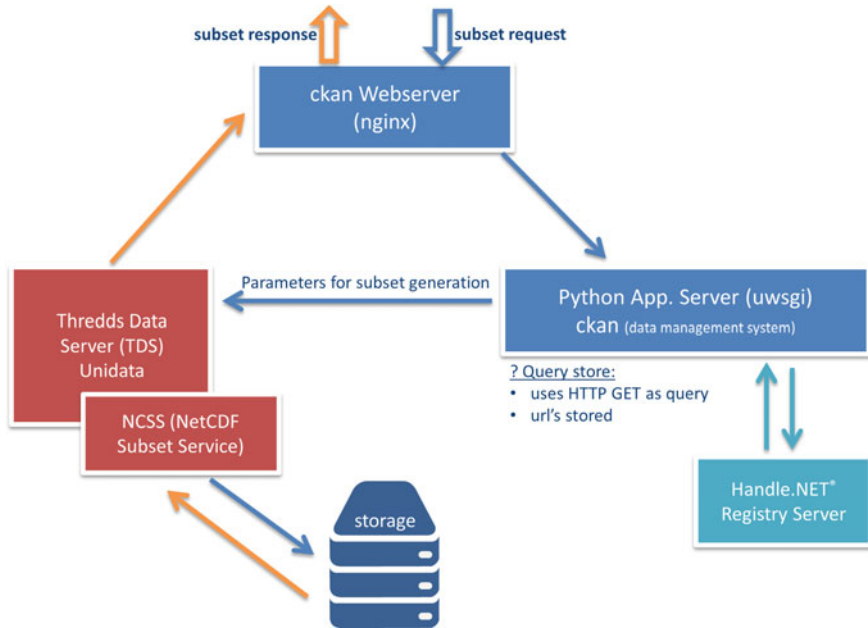 subset response
subset request
ckan Webserver
(nginx)
Parameters for subset generation
Thredds Data
Server (TDS)
Unidata
Python App. Server (uwsgi)
ckan (data management system)
? Query store:
• uses HTTP GET as query
• url's stored
NCSS (NetCDF
Subset Service)
Handle.NET®
Registry Server
storage